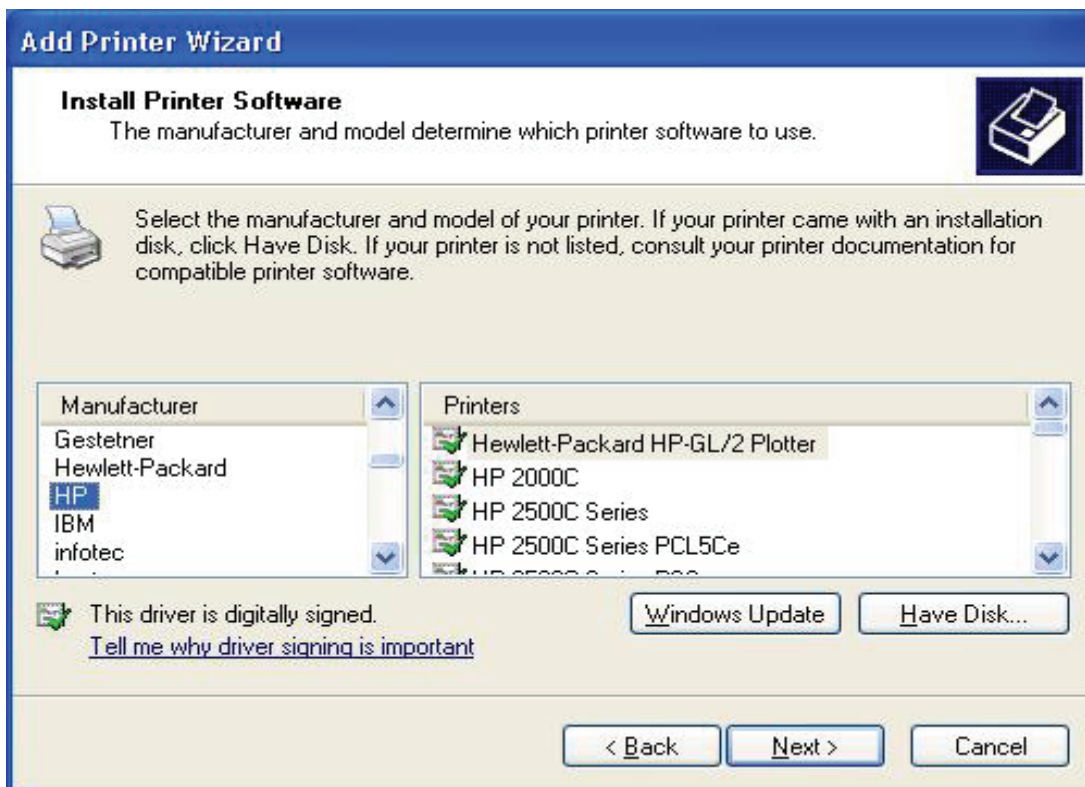 Add Printer Wizard
Install Printer Software
The manufacturer and model determine which printer software to use.
Select the manufacturer and model of your printer. If your printer came with an installation
disk, click Have Disk. If your printer is not listed, consult your printer documentation for
compatible printer software.
Manufacturer
Gestetner
Hewlett-Packard
HP
IBM
infotec
Printers
Hewlett-Packard HP-GL/2 Plotter
HP 2000C
HP 2500C Series
HP 2500C Series PCL5Ce
This driver is digitally signed.
Tell me why driver signing is important
Windows Update
Have Disk...
< Back
Next >
Cancel